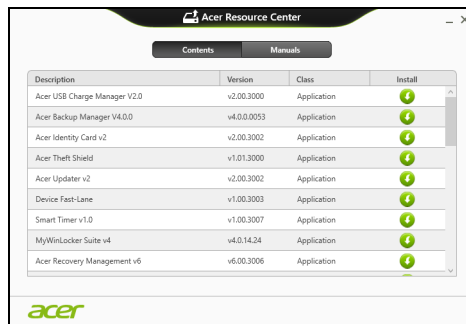 Acer Resource Center
Contents Manuals
Description Version Class Install
Acer USB Charge Manager V2.0 v2.00.3000 Application
Acer Backup Manager V4.0.0 v4.0.0.0053 Application
Acer Identity Card v2 v2.00.3002 Application
Acer Theft Shield v1.01.3000 Application
Acer Updater v2 v2.00.3002 Application
Device Fast-Lane v1.00.3003 Application
Smart Timer v1.0 v1.00.3007 Application
MyWinLocker Suite v4 v4.0.14.24 Application
Acer Recovery Management v6 v6.00.3006 Application
acer